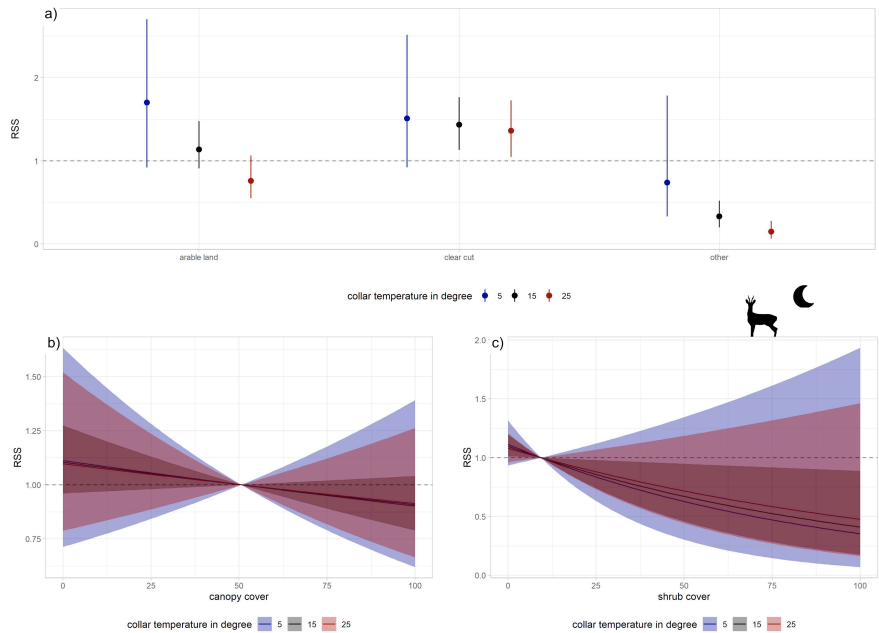 a)
RSS
2
1
0
arable land clear cut other
collar temperature in degree 5 15 25
b)
RSS
1.50
1.25
1.00
0.75
0 25 50 75 100
canopy cover
collar temperature in degree 5 15 25
c)
RSS
2.0
1.5
1.0
0.5
0.0
0 25 50 75 100
shrub cover
collar temperature in degree 5 15 25